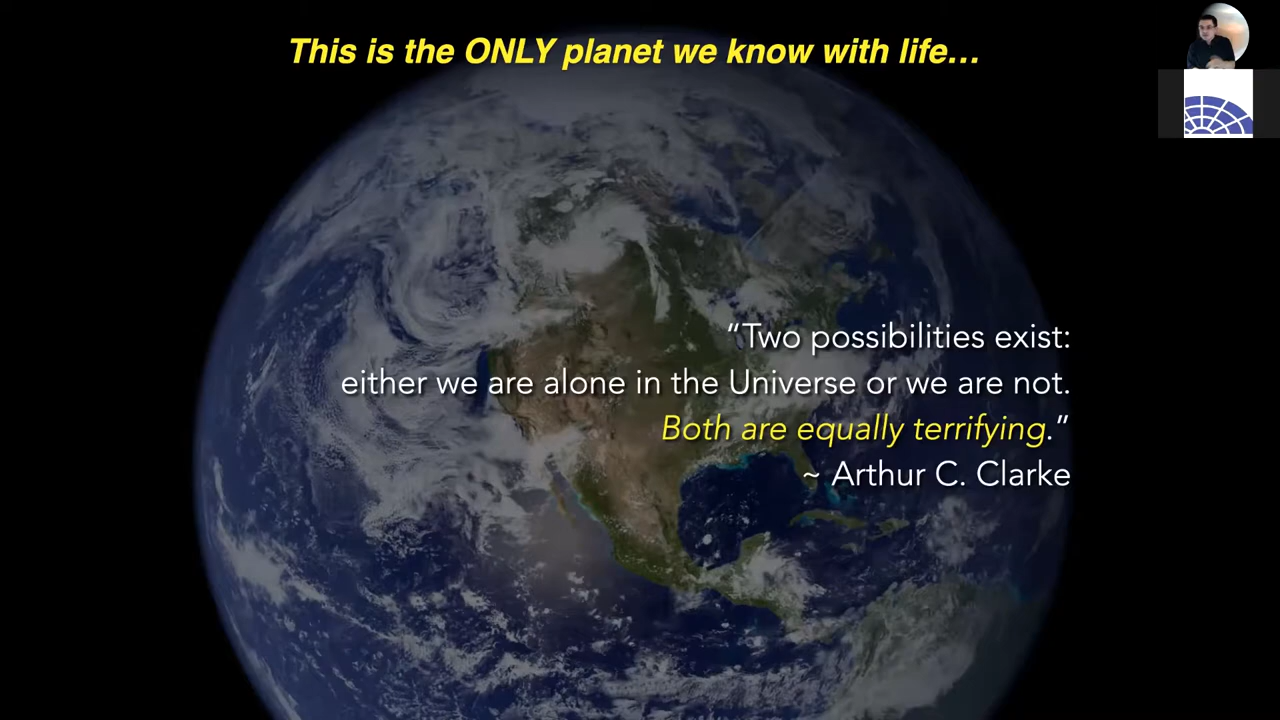 This is the ONLY planet we know with life...
“Two possibilities exist:
either we are alone in the Universe or we are not.
Both are equally terrifying.”
~ Arthur C. Clarke